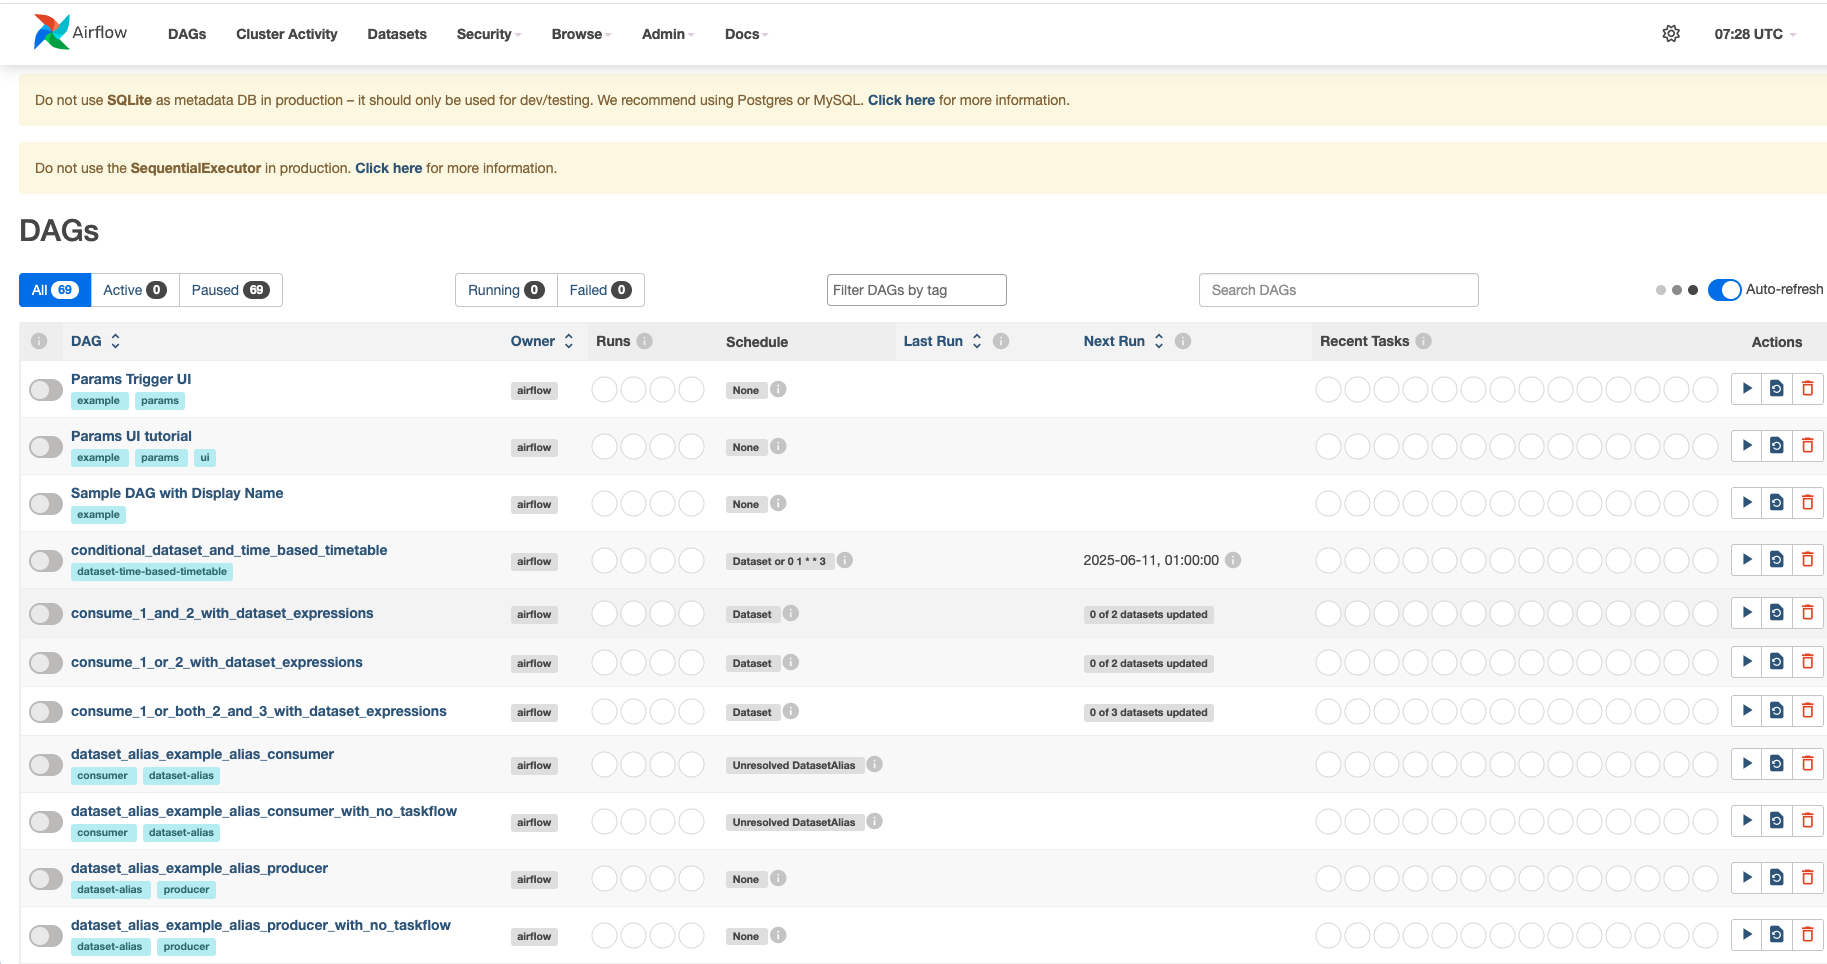 Airflow DAGs Cluster Activity Datasets Security Browse Admin Docs 07:28 UTC
Do not use SQLite as metadata DB in production – it should only be used for dev/testing. We recommend using Postgres or MySQL. Click here for more information.
Do not use the SequentialExecutor in production. Click here for more information.
DAGs
All 69 Active 0 Paused 69 Running 0 Failed 0 Filter DAGs by tag Search DAGs Auto-refresh
DAG Owner Runs Schedule Last Run Next Run Recent Tasks Actions
Params Trigger UI
example params airflow None
Params UI tutorial
example params ui airflow None
Sample DAG with Display Name
example airflow None
conditional_dataset_and_time_based_timetable
dataset-time-based-timetable airflow Dataset or 0 1 * * 3 2025-06-11, 01:00:00
consume_1_and_2_with_dataset_expressions airflow Dataset 0 of 2 datasets updated
consume_1_or_2_with_dataset_expressions airflow Dataset 0 of 2 datasets updated
consume_1_or_both_2_and_3_with_dataset_expressions airflow Dataset 0 of 3 datasets updated
dataset_alias_example_alias_consumer
consumer dataset-alias airflow Unresolved DatasetAlias
dataset_alias_example_alias_consumer_with_no_taskflow
consumer dataset-alias airflow Unresolved DatasetAlias
dataset_alias_example_alias_producer
dataset-alias producer airflow None
dataset_alias_example_alias_producer_with_no_taskflow
dataset-alias producer airflow None